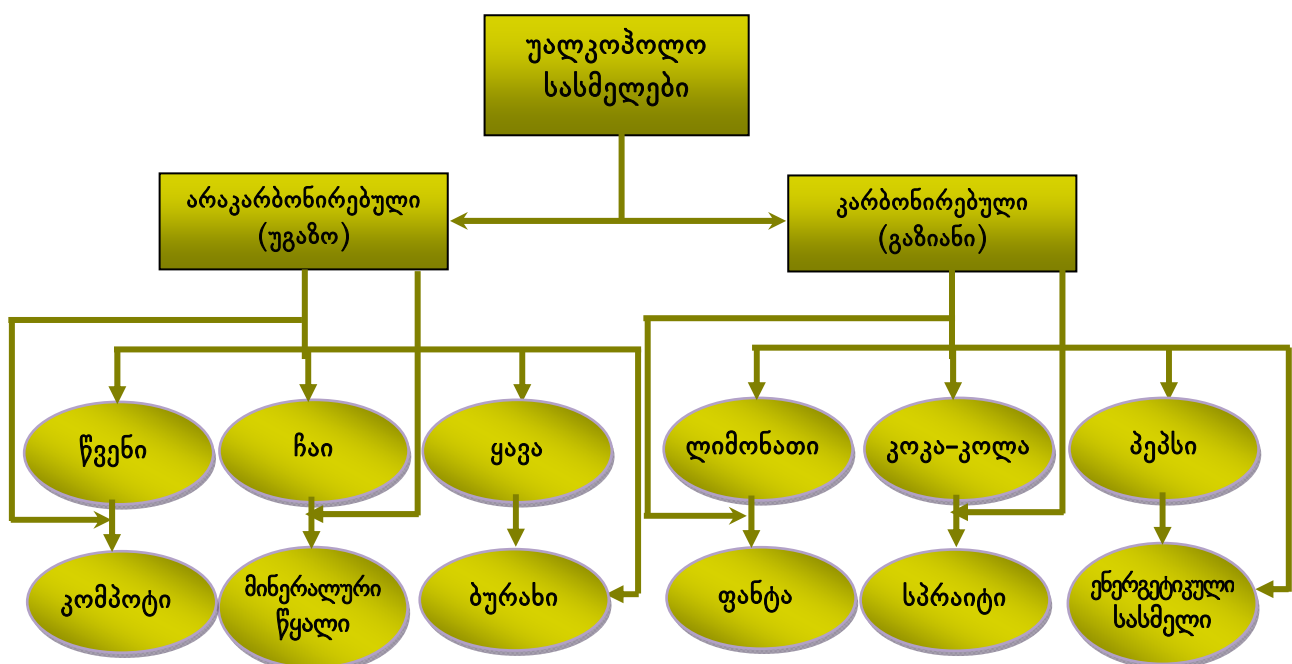 უალკოჰოლო
სასმელები
არაკარბონირებული
(უგაზო)
კარბონირებული
(გაზიანი)
წვენი
ჩაი
ყავა
ლიმონათი
კოკა-კოლა
პეპსი
კომპოტი
მინერალური
წყალი
ბურახი
ფანტა
სპრაიტი
ენერგეტიკული
სასმელი